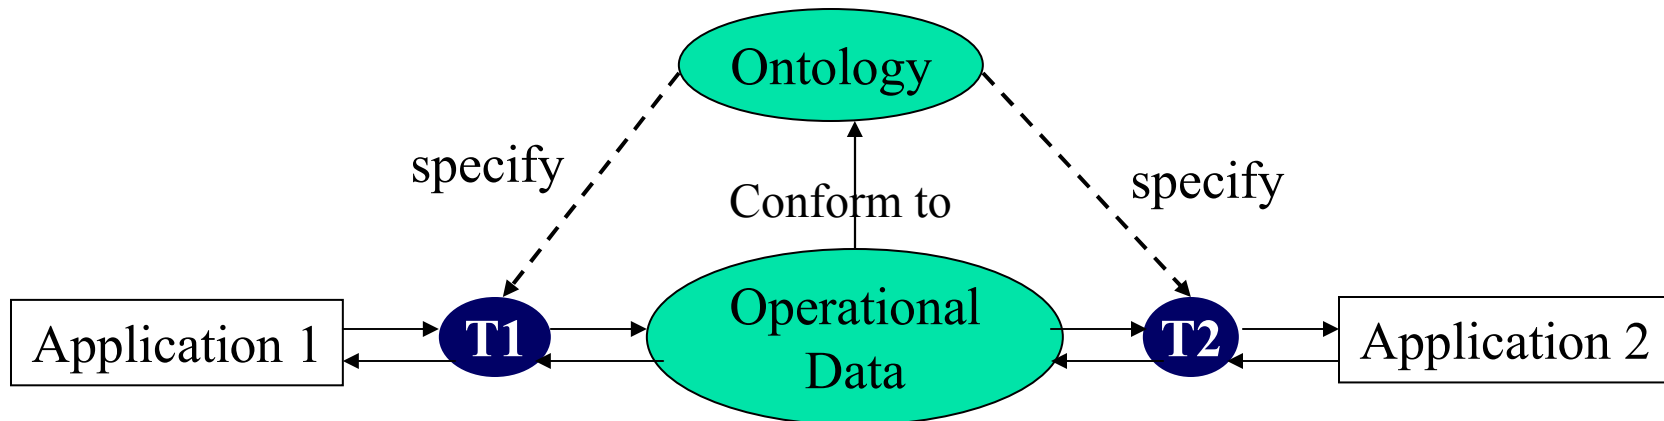 Ontology
specify
specify
Conform to
Operational
Data
Application 1
T1
T2
Application 2